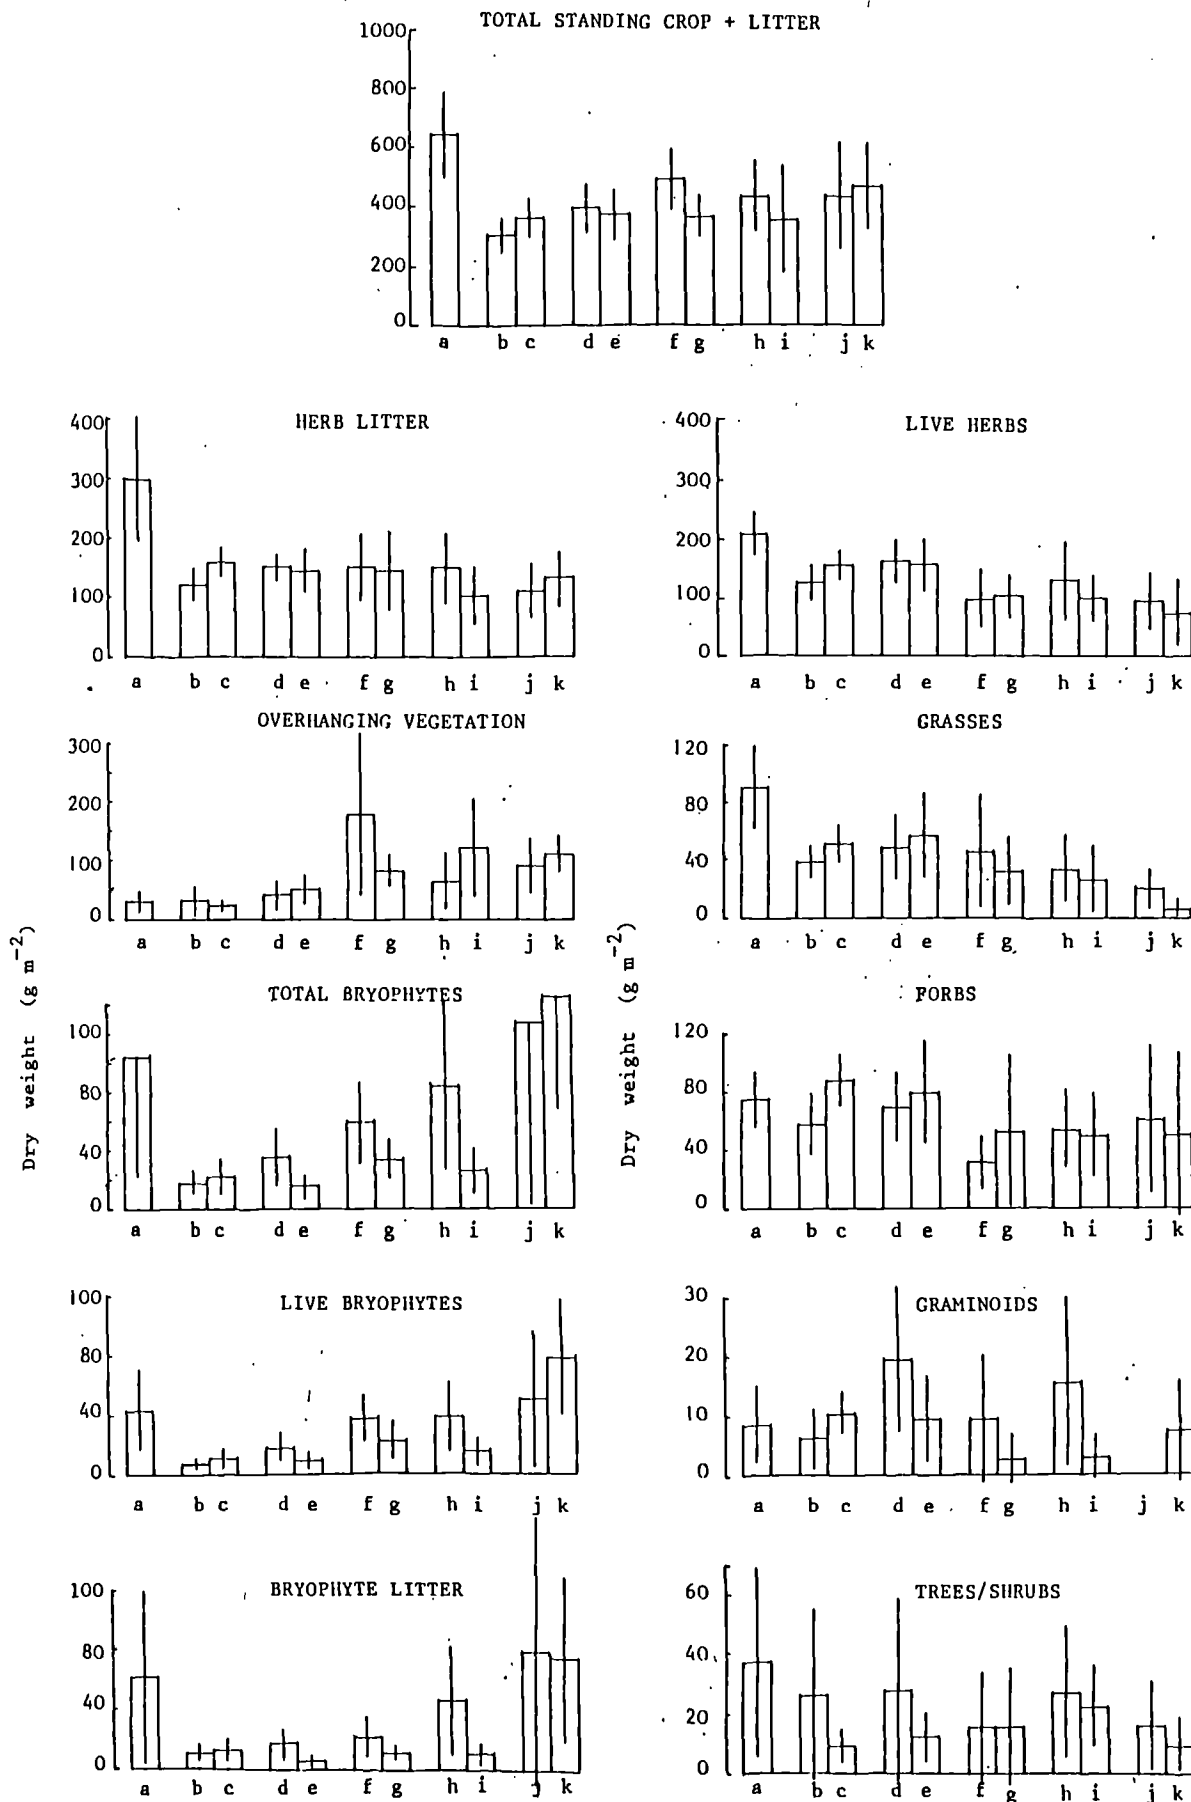 TOTAL STANDING CROP + LITTER
1000
800
600
400
200
0
a b c d e f g h i j k
HERB LITTER
400
300
200
100
0
a b c d e f g h i j k
LIVE HERBS
400
300
200
100
0
a b c d e f g h i j k
OVERHANGING VEGETATION
300
200
100
0
a b c d e f g h i j k
GRASSES
120
80
40
0
a b c d e f g h i j k
Dry weight (g m⁻²)
Dry weight (g m⁻²)
TOTAL BRYOPHYTES
100
80
40
0
a b c d e f g h i j k
FORBS
120
80
40
0
a b c d e f g h i j k
LIVE BRYOPHYTES
100
80
40
0
a b c d e f g h i j k
GRAMINOIDS
30
20
10
0
a b c d e f g h i j k
BRYOPHYTE LITTER
100
80
40
0
a b c d e f g h i j k
TREES/SHRUBS
60
40
20
0
a b c d e f g h i j k